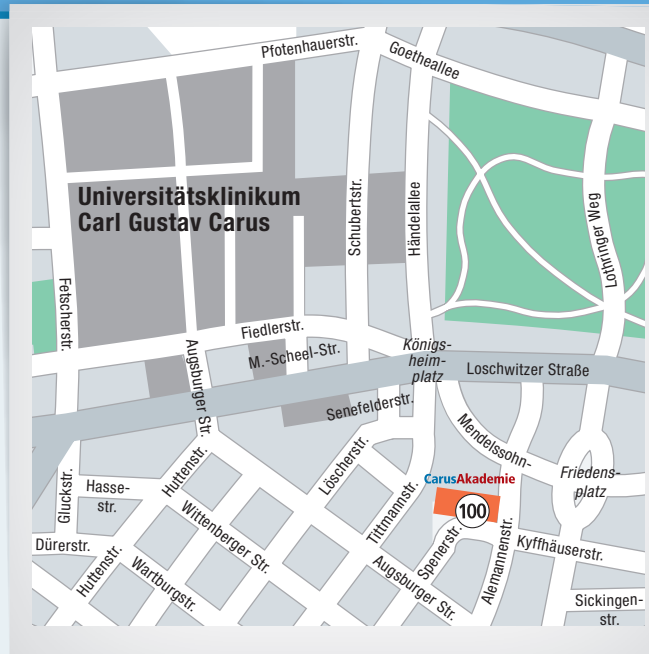 Pfotenhauerstr.
Goetheallee
Universitätsklinikum
Carl Gustav Carus
Schubertstr.
Händelallee
Lothringer Weg
Fetscherstr.
Fiedlerstr.
M.-Scheel-Str.
Augsburger Str.
Königs-
heim-
platz
Loschwitzer Straße
Senefelderstr.
Mendelssohn-
Friedens-
platz
Löscherstr.
Huttenstr.
Gluckstr.
Hasse-
str.
CarusAkademie
100
Wittenberger Str.
Tittmannstr.
Spenerstr.
Alemannenstr.
Kyffhäuserstr.
Dürerstr.
Huttenstr.
Wartburgstr.
Augsburger Str.
Sickingen-
str.